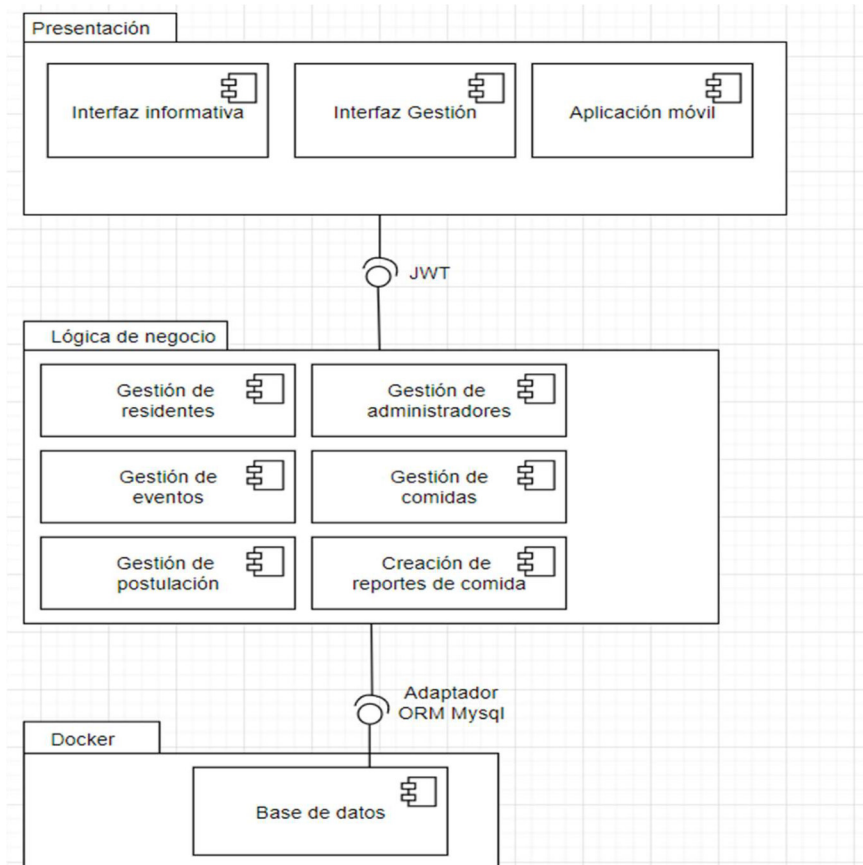 Presentación
Interfaz informativa
Interfaz Gestión
Aplicación móvil
JWT
Lógica de negocio
Gestión de
residentes
Gestión de
administradores
Gestión de
eventos
Gestión de
comidas
Gestión de
postulación
Creación de
reportes de comida
Adaptador
ORM Mysql
Docker
Base de datos